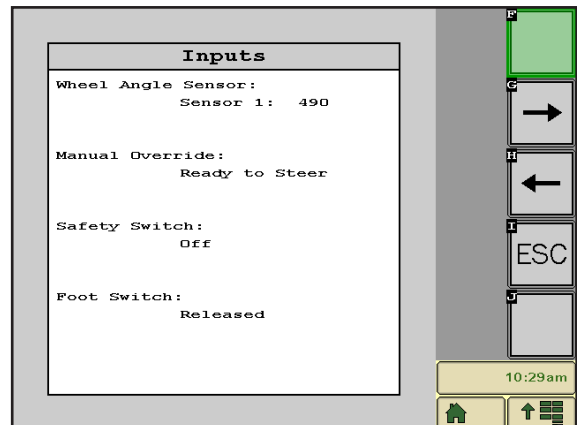 Inputs
Wheel Angle Sensor:
Sensor 1: 490
Manual Override:
Ready to Steer
Safety Switch:
Off
Foot Switch:
Released
F
G
H
I
ESC
J
10:29am